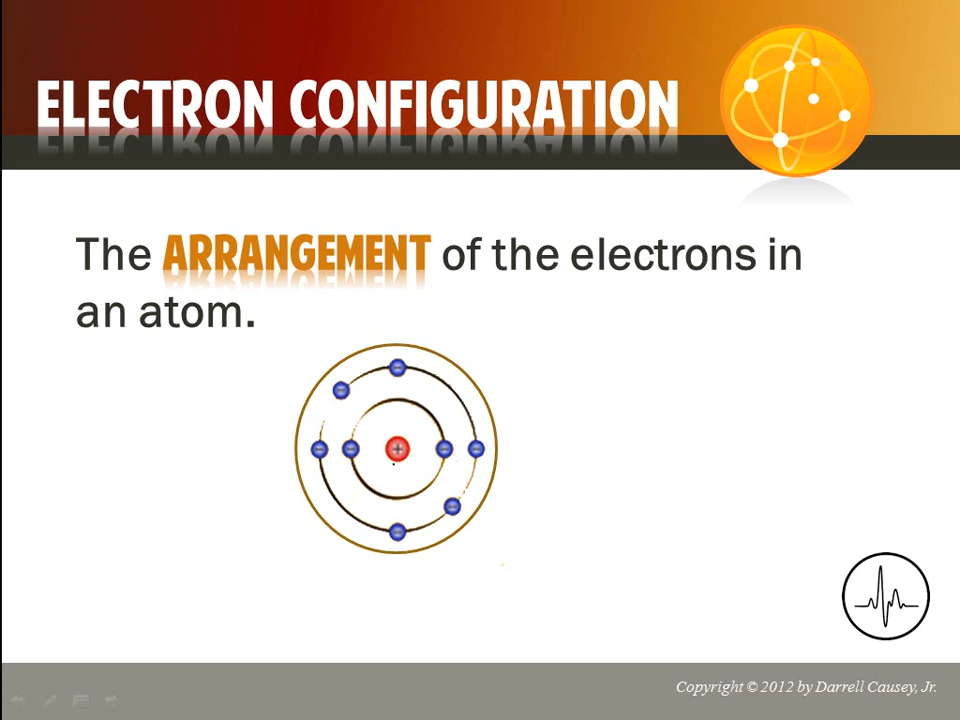 ELECTRON CONFIGURATION
The ARRANGEMENT of the electrons in
an atom.
Copyright © 2012 by Darrell Causey, Jr.